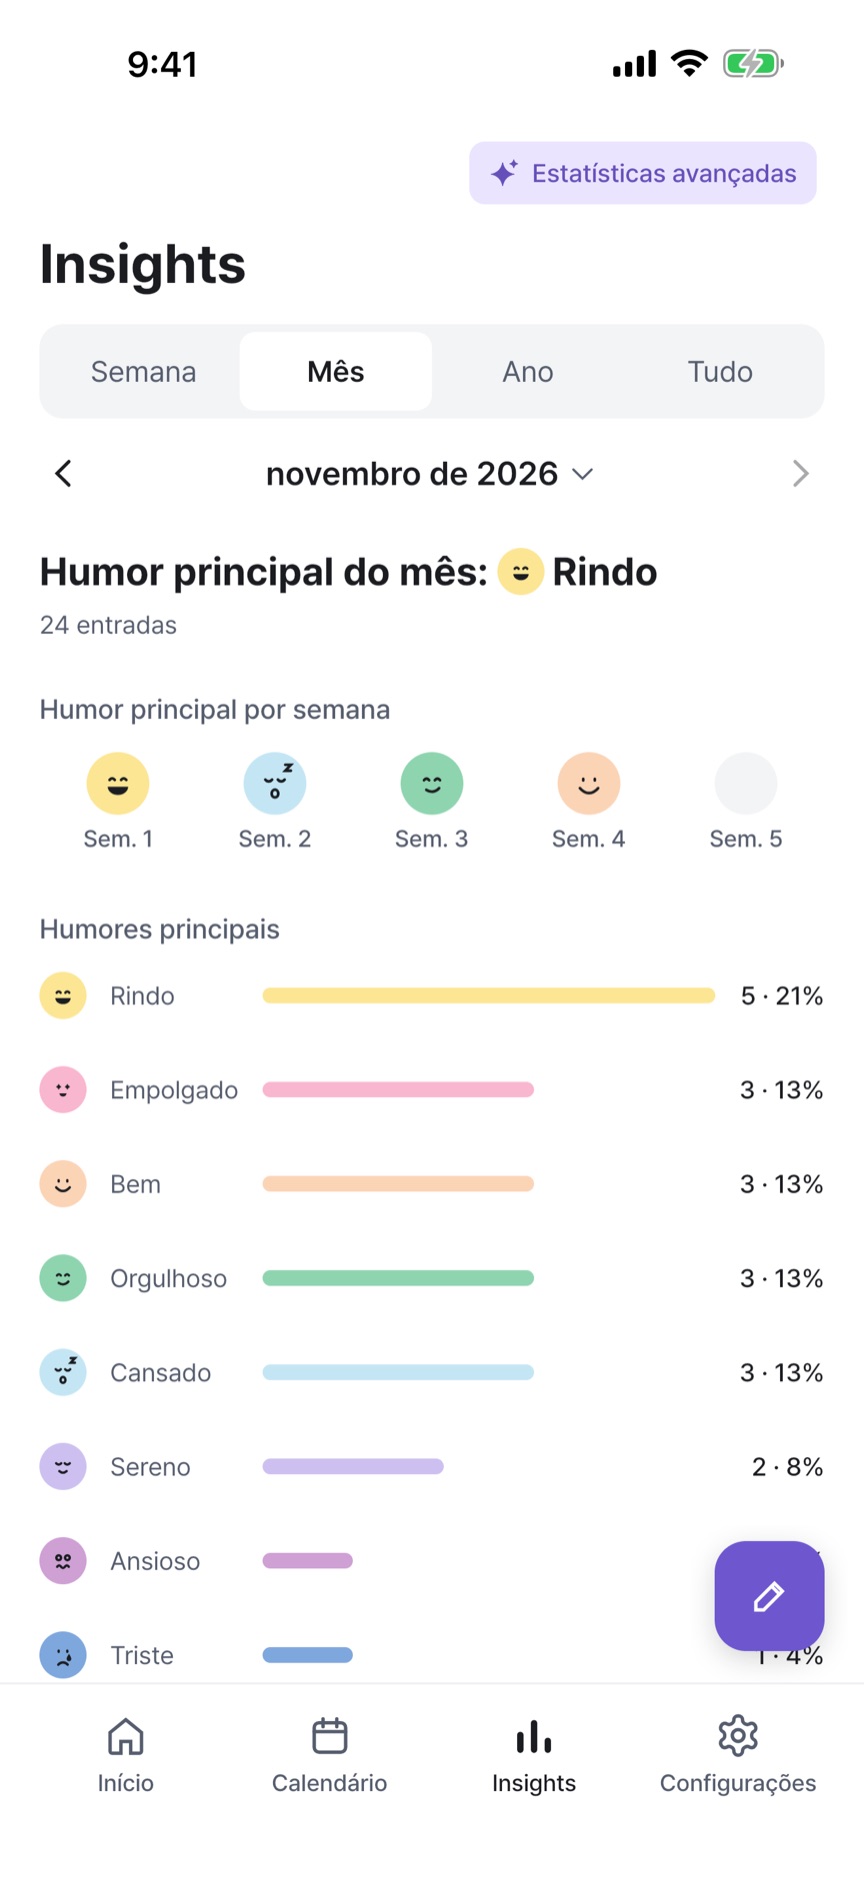 9:41
Estatísticas avançadas
Insights
Semana Mês Ano Tudo
novembro de 2026
Humor principal do mês: Rindo
24 entradas
Humor principal por semana
Sem. 1 Sem. 2 Sem. 3 Sem. 4 Sem. 5
Humores principais
Rindo 5 · 21%
Empolgado 3 · 13%
Bem 3 · 13%
Orgulhoso 3 · 13%
Cansado 3 · 13%
Sereno 2 · 8%
Ansioso
Triste 1 · 4%
Início Calendário Insights Configurações